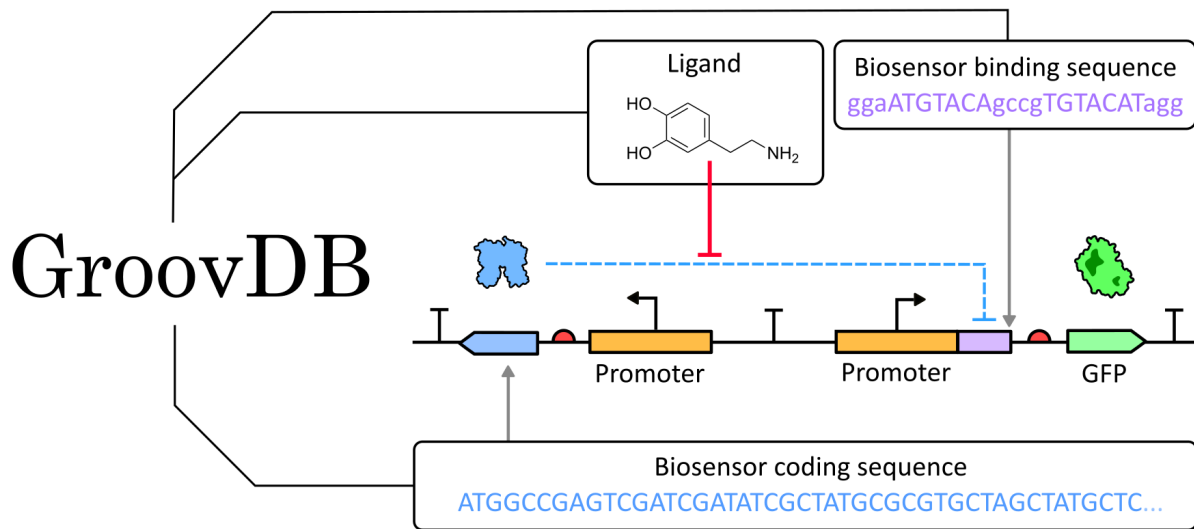 Ligand
HO
HO
NH2
Biosensor binding sequence
ggaATGTACAgccgTGTACATagg
GroovDB
Promoter
Promoter
GFP
Biosensor coding sequence
ATGGCCGAGTCGATCGATATCGCTATGCGCGTGCTAGCTATGCTC...